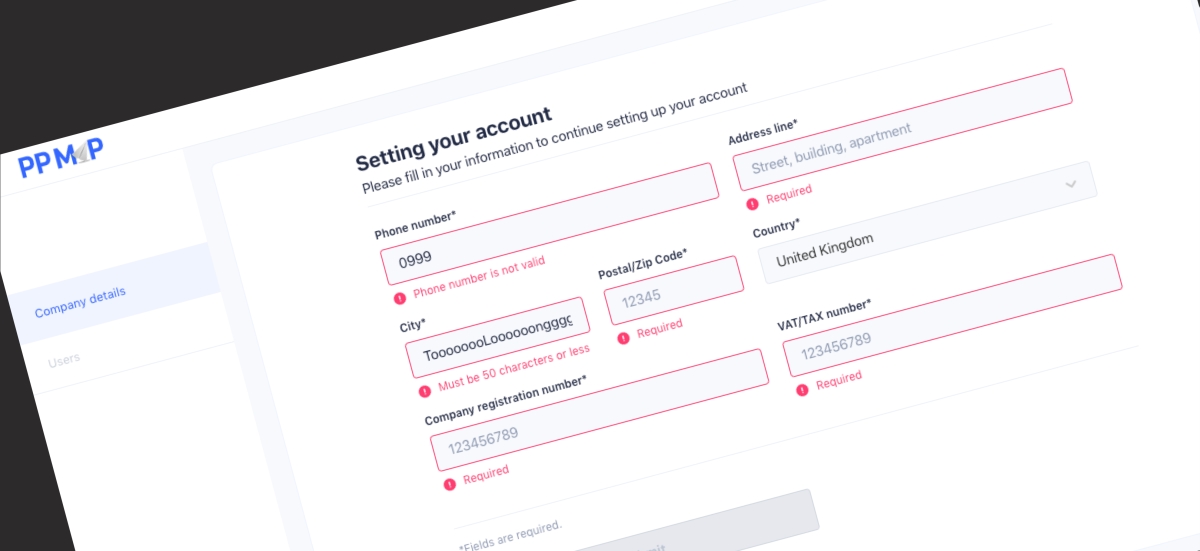 PPM P
Company details
Users
Setting your account
Please fill in your information to continue setting up your account
Phone number*
0999
Phone number is not valid
Address line*
Street, building, apartment
Required
City*
ToooooooLoooooongggg
Must be 50 characters or less
Postal/Zip Code*
12345
Required
Country*
United Kingdom
Company registration number*
123456789
Required
VAT/TAX number*
123456789
Required
*Fields are required.